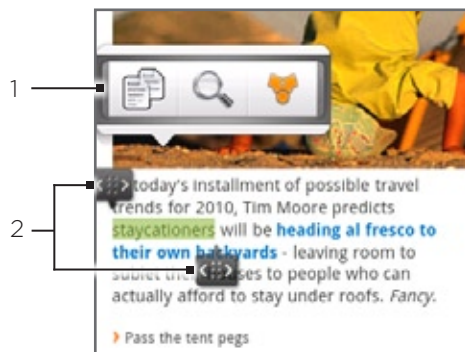 1
2
today's installment of possible travel
trends for 2010, Tim Moore predicts
staycationers will be heading al fresco to
their own backyards - leaving room to
sublet their to people who can
actually afford to stay under roofs. Fancy.
Pass the tent pegs